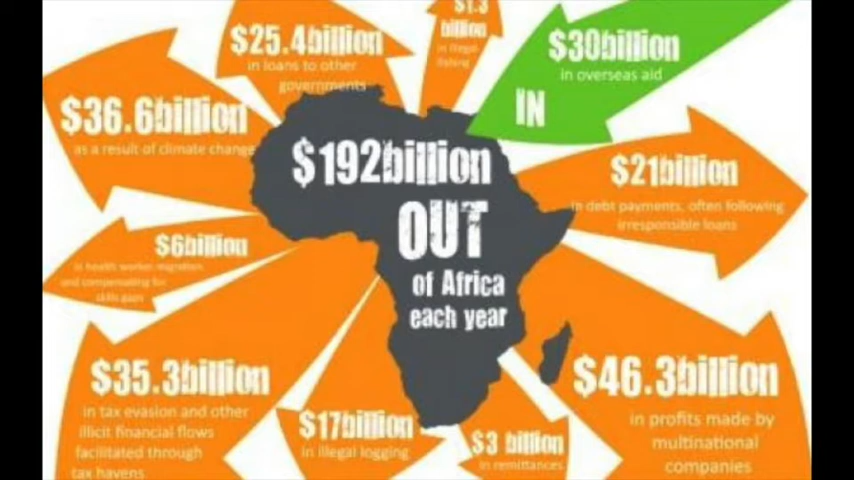 $1.3
billion
in illegal
fishing
$25.4billion
in loans to other
governments
$30billion
in overseas aid
IN
$36.6billion
as a result of climate change
$192billion
OUT
of Africa
each year
$21billion
in debt payments, often following
irresponsible loans
$6billion
in health worker migration
and compensating for
skills gaps
$35.3billion
in tax evasion and other
illicit financial flows
facilitated through
tax havens
$17billion
in illegal logging
$3 billion
in remittances
$46.3billion
in profits made by
multinational
companies